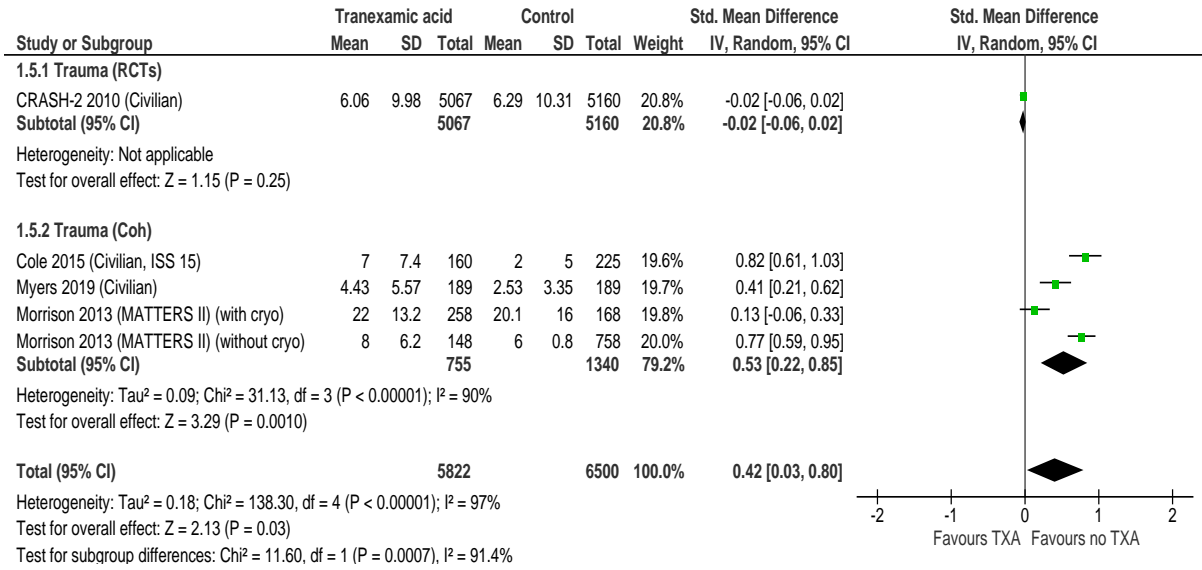 Tranexamic acid Control Std. Mean Difference Std. Mean Difference
Study or Subgroup Mean SD Total Mean SD Total Weight IV, Random, 95% CI IV, Random, 95% CI
1.5.1 Trauma (RCTs)
CRASH-2 2010 (Civilian) 6.06 9.98 5067 6.29 10.31 5160 20.8% -0.02 [-0.06, 0.02]
Subtotal (95% CI) 5067 5160 20.8% -0.02 [-0.06, 0.02]
Heterogeneity: Not applicable
Test for overall effect: Z = 1.15 (P = 0.25)
1.5.2 Trauma (Coh)
Cole 2015 (Civilian, ISS 15) 7 7.4 160 2 5 225 19.6% 0.82 [0.61, 1.03]
Myers 2019 (Civilian) 4.43 5.57 189 2.53 3.35 189 19.7% 0.41 [0.21, 0.62]
Morrison 2013 (MATTERS II) (with cryo) 22 13.2 258 20.1 16 168 19.8% 0.13 [-0.06, 0.33]
Morrison 2013 (MATTERS II) (without cryo) 8 6.2 148 6 0.8 758 20.0% 0.77 [0.59, 0.95]
Subtotal (95% CI) 755 1340 79.2% 0.53 [0.22, 0.85]
Heterogeneity: Tau² = 0.09; Chi² = 31.13, df = 3 (P < 0.00001); I² = 90%
Test for overall effect: Z = 3.29 (P = 0.0010)
Total (95% CI) 5822 6500 100.0% 0.42 [0.03, 0.80]
Heterogeneity: Tau² = 0.18; Chi² = 138.30, df = 4 (P < 0.00001); I² = 97%
Test for overall effect: Z = 2.13 (P = 0.03)
Test for subgroup differences: Chi² = 11.60, df = 1 (P = 0.0007), I² = 91.4%
-2 -1 0 1 2
Favours TXA Favours no TXA